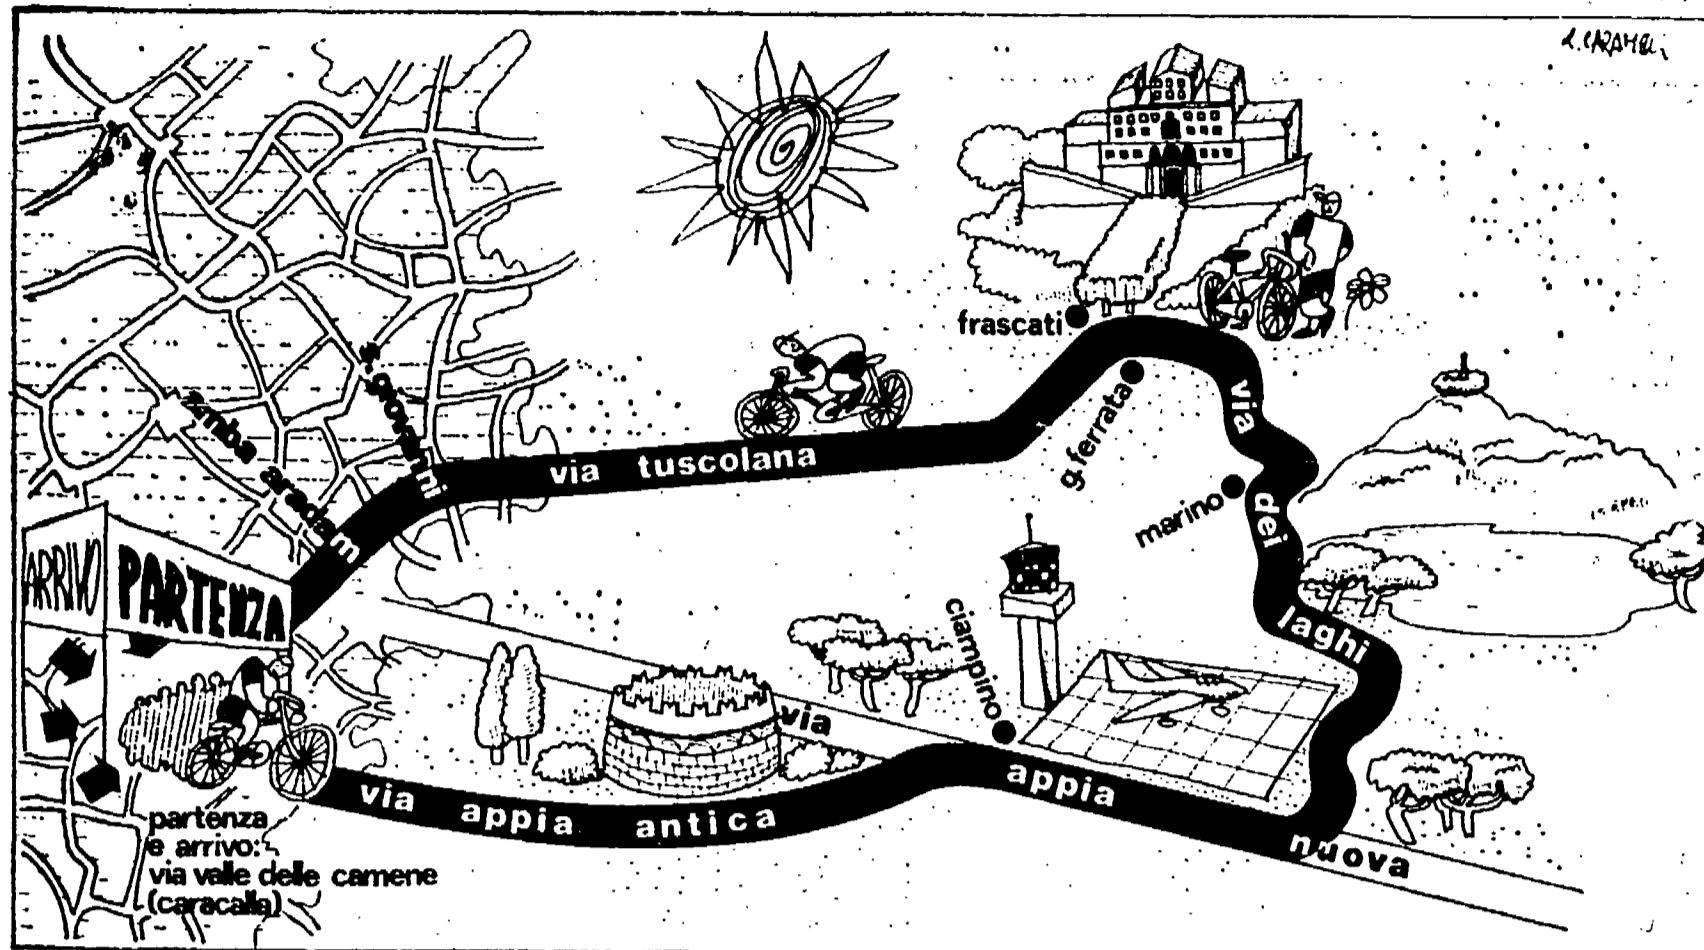 frascati
g. ferrata
via tuscolana
s. giovanni
marino
via dei laghi
ARRIVO
PARTENZA
ciampino
via appia nuova
via appia antica
partenza
e arrivo:
via valle delle camene
(caracalla)